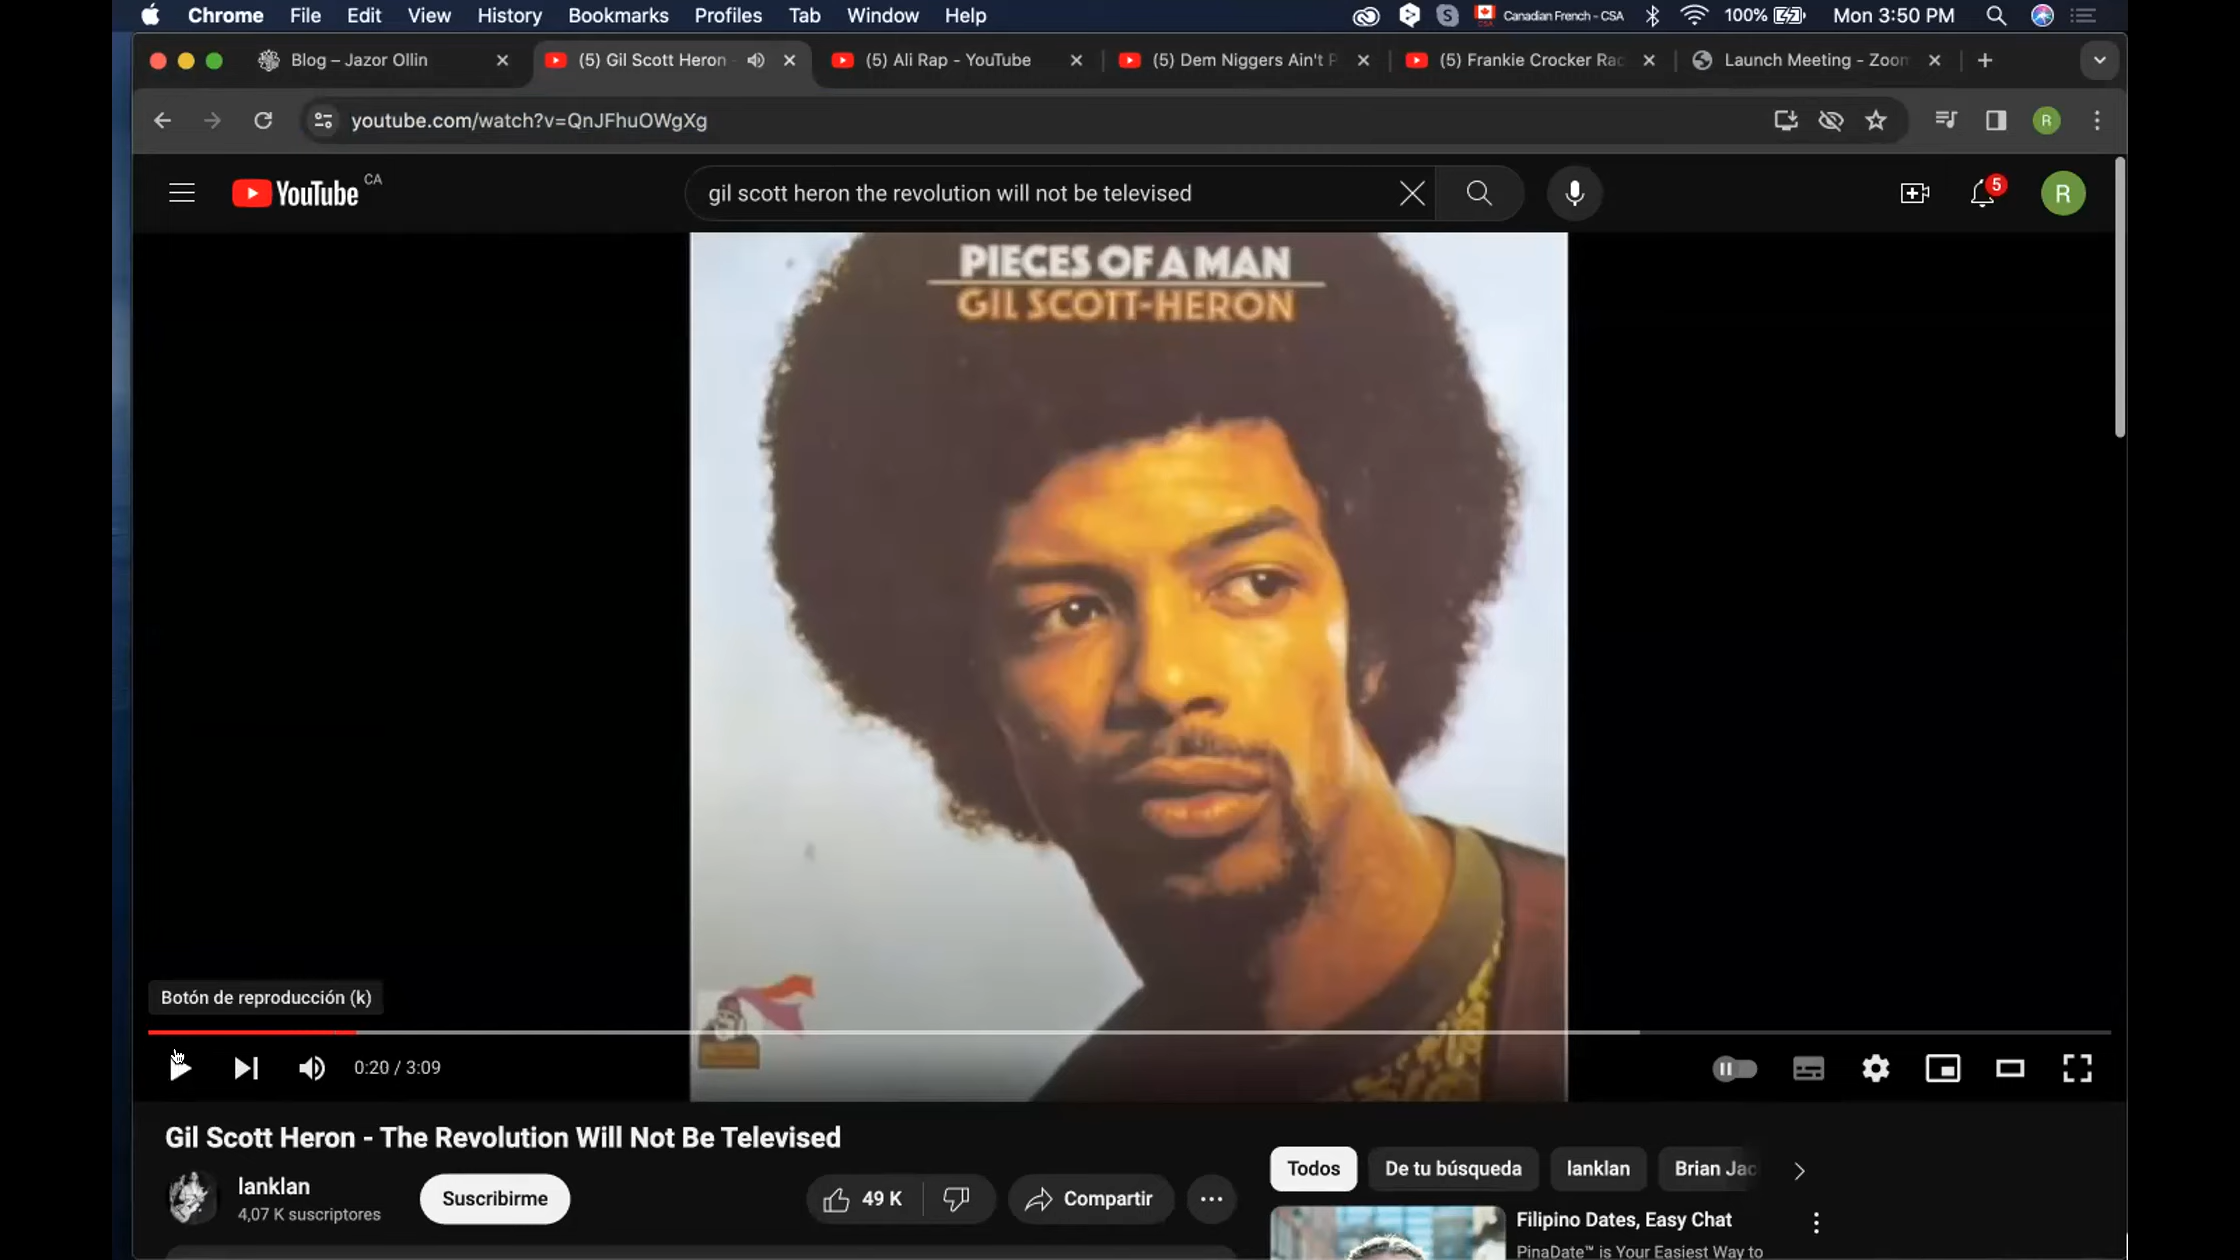 Chrome File Edit View History Bookmarks Profiles Tab Window Help
Canadian French - CSA 100% Mon 3:50 PM
Blog – Jazor Ollin
(5) Gil Scott Heron -
(5) Ali Rap - YouTube
(5) Dem Niggers Ain't P
(5) Frankie Crocker Rad
Launch Meeting - Zoom
youtube.com/watch?v=QnJFhuOWgXg
R
YouTube CA
gil scott heron the revolution will not be televised
5
R
PIECES OF A MAN
GIL SCOTT-HERON
Botón de reproducción (k)
0:20 / 3:09
Gil Scott Heron - The Revolution Will Not Be Televised
lanklan
4,07 K suscriptores
Suscribirme
49 K
Compartir
Todos
De tu búsqueda
lanklan
Brian Jac
Filipino Dates, Easy Chat
PinaDate™ is Your Easiest Way to